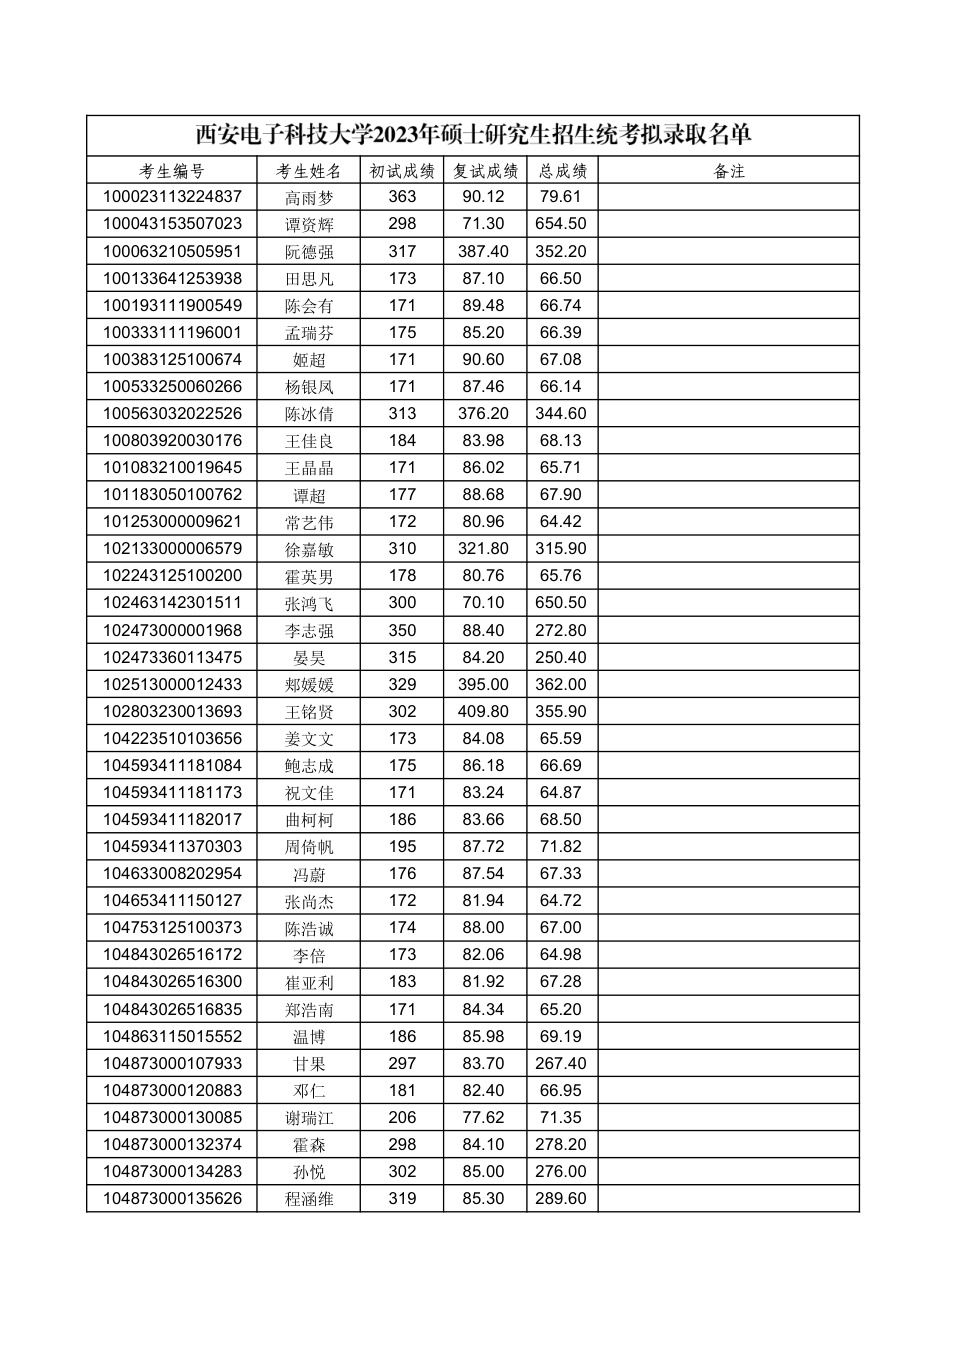 西安电子科技大学2023年硕士研究生招生统考拟录取名单
考生编号 考生姓名 初试成绩 复试成绩 总成绩 备注
100023113224837 高雨梦 363 90.12 79.61
100043153507023 谭资辉 298 71.30 654.50
100063210505951 阮德强 317 387.40 352.20
100133641253938 田思凡 173 87.10 66.50
100193111900549 陈会有 171 89.48 66.74
100333111196001 孟瑞芬 175 85.20 66.39
100383125100674 姬超 171 90.60 67.08
100533250060266 杨银凤 171 87.46 66.14
100563032022526 陈冰倩 313 376.20 344.60
100803920030176 王佳良 184 83.98 68.13
101083210019645 王晶晶 171 86.02 65.71
101183050100762 谭超 177 88.68 67.90
101253000009621 常艺伟 172 80.96 64.42
102133000006579 徐嘉敏 310 321.80 315.90
102243125100200 霍英男 178 80.76 65.76
102463142301511 张鸿飞 300 70.10 650.50
102473000001968 李志强 350 88.40 272.80
102473360113475 晏昊 315 84.20 250.40
102513000012433 郏媛媛 329 395.00 362.00
102803230013693 王铭贤 302 409.80 355.90
104223510103656 姜文文 173 84.08 65.59
104593411181084 鲍志成 175 86.18 66.69
104593411181173 祝文佳 171 83.24 64.87
104593411182017 曲柯柯 186 83.66 68.50
104593411370303 周倚帆 195 87.72 71.82
104633008202954 冯蔚 176 87.54 67.33
104653411150127 张尚杰 172 81.94 64.72
104753125100373 陈浩诚 174 88.00 67.00
104843026516172 李倍 173 82.06 64.98
104843026516300 崔亚利 183 81.92 67.28
104843026516835 郑浩南 171 84.34 65.20
104863115015552 温博 186 85.98 69.19
104873000107933 甘果 297 83.70 267.40
104873000120883 邓仁 181 82.40 66.95
104873000130085 谢瑞江 206 77.62 71.35
104873000132374 霍森 298 84.10 278.20
104873000134283 孙悦 302 85.00 276.00
104873000135626 程涵维 319 85.30 289.60